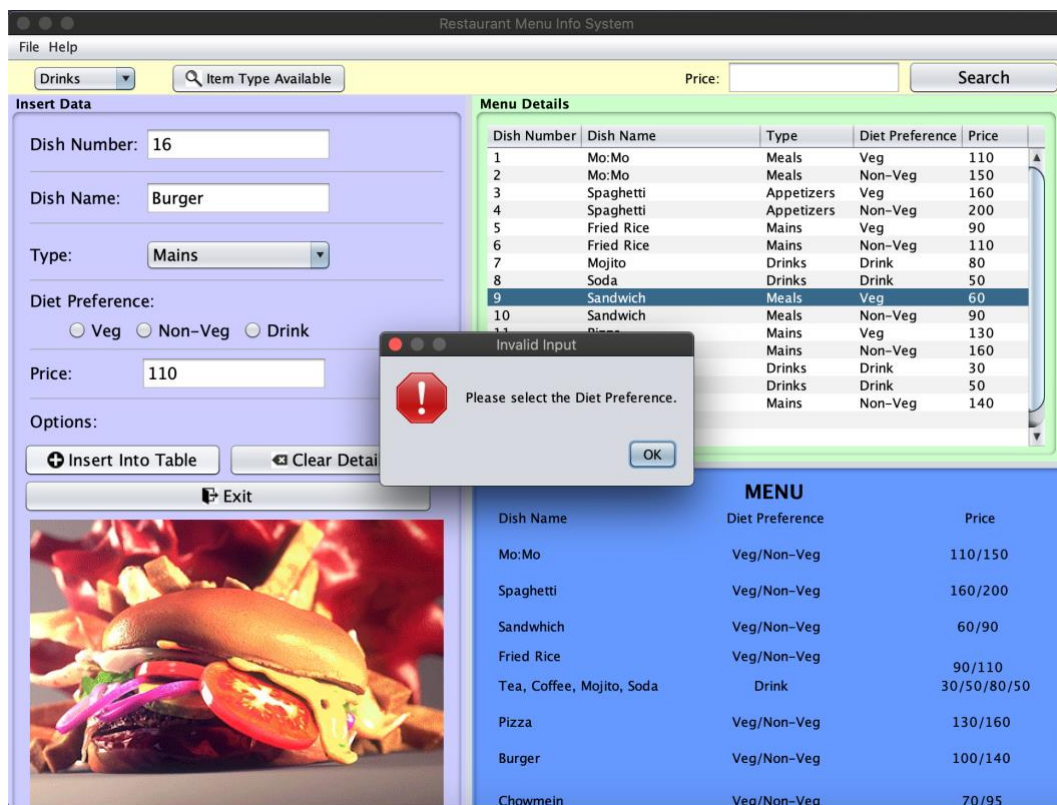 Restaurant Menu Info System
File Help
Drinks Item Type Available Price: Search
Insert Data
Dish Number: 16
Dish Name: Burger
Type: Mains
Diet Preference:
Veg Non-Veg Drink
Price: 110
Options:
Insert Into Table Clear Detai
Exit
Menu Details
Dish Number Dish Name Type Diet Preference Price
1 Mo:Mo Meals Veg 110
2 Mo:Mo Meals Non-Veg 150
3 Spaghetti Appetizers Veg 160
4 Spaghetti Appetizers Non-Veg 200
5 Fried Rice Mains Veg 90
6 Fried Rice Mains Non-Veg 110
7 Mojito Drinks Drink 80
8 Soda Drinks Drink 50
9 Sandwich Meals Veg 60
10 Sandwich Meals Non-Veg 90
11 Pizza Mains Veg 130
Mains Non-Veg 160
Drinks Drink 30
Drinks Drink 50
Mains Non-Veg 140
Invalid Input
Please select the Diet Preference.
OK
MENU
Dish Name Diet Preference Price
Mo:Mo Veg/Non-Veg 110/150
Spaghetti Veg/Non-Veg 160/200
Sandwhich Veg/Non-Veg 60/90
Fried Rice Veg/Non-Veg 90/110
Tea, Coffee, Mojito, Soda Drink 30/50/80/50
Pizza Veg/Non-Veg 130/160
Burger Veg/Non-Veg 100/140
Chowmein Veg/Non-Veg 70/95